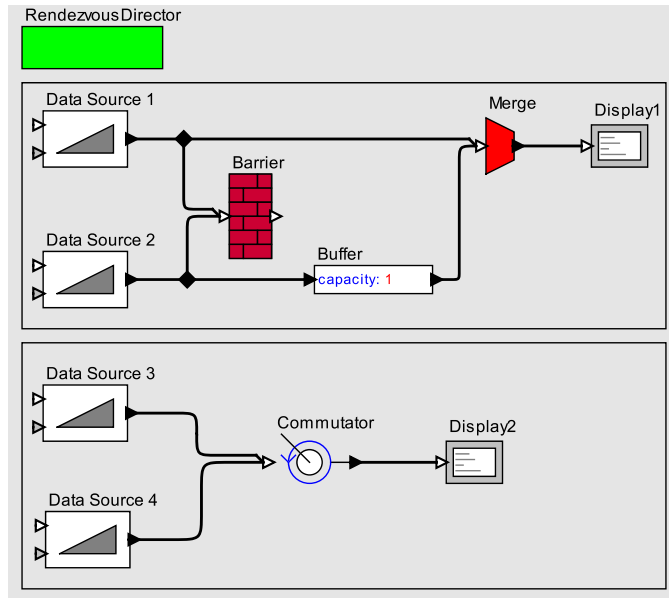 RendezvousDirector
Data Source 1
Merge
Display1
Barrier
Data Source 2
Buffer
capacity: 1
Data Source 3
Commutator
Display2
Data Source 4